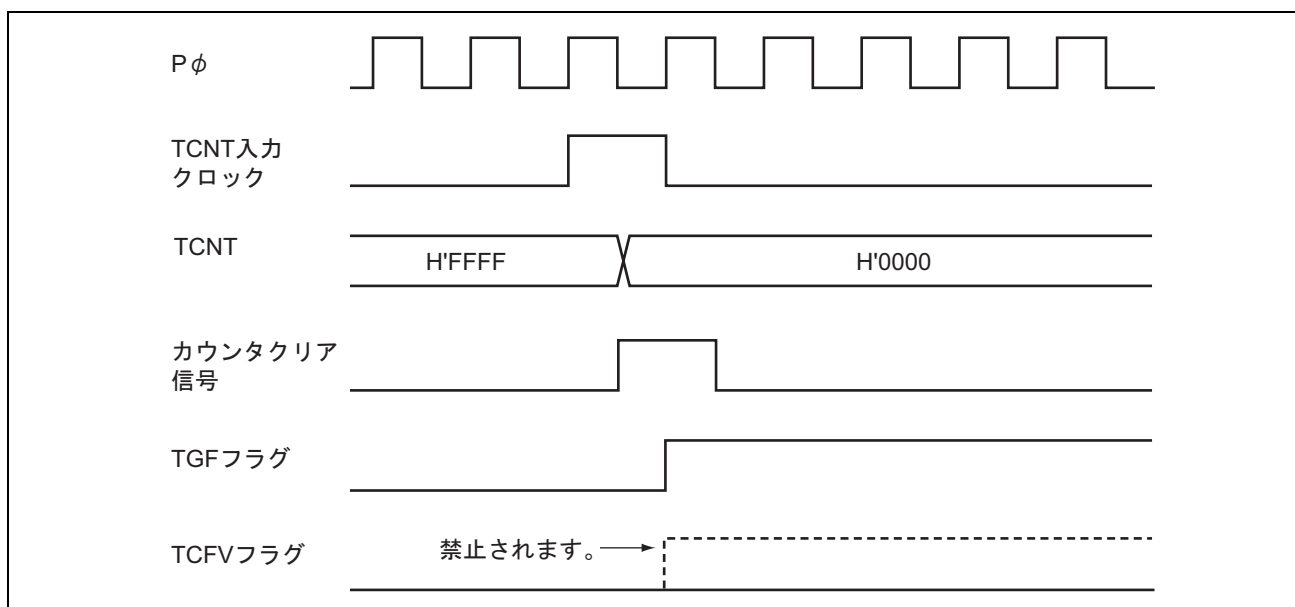 Pφ
TCNT入力
クロック
TCNT
H'FFFF
H'0000
カウンタクリア
信号
TGFフラグ
TCFVフラグ
禁止されます。